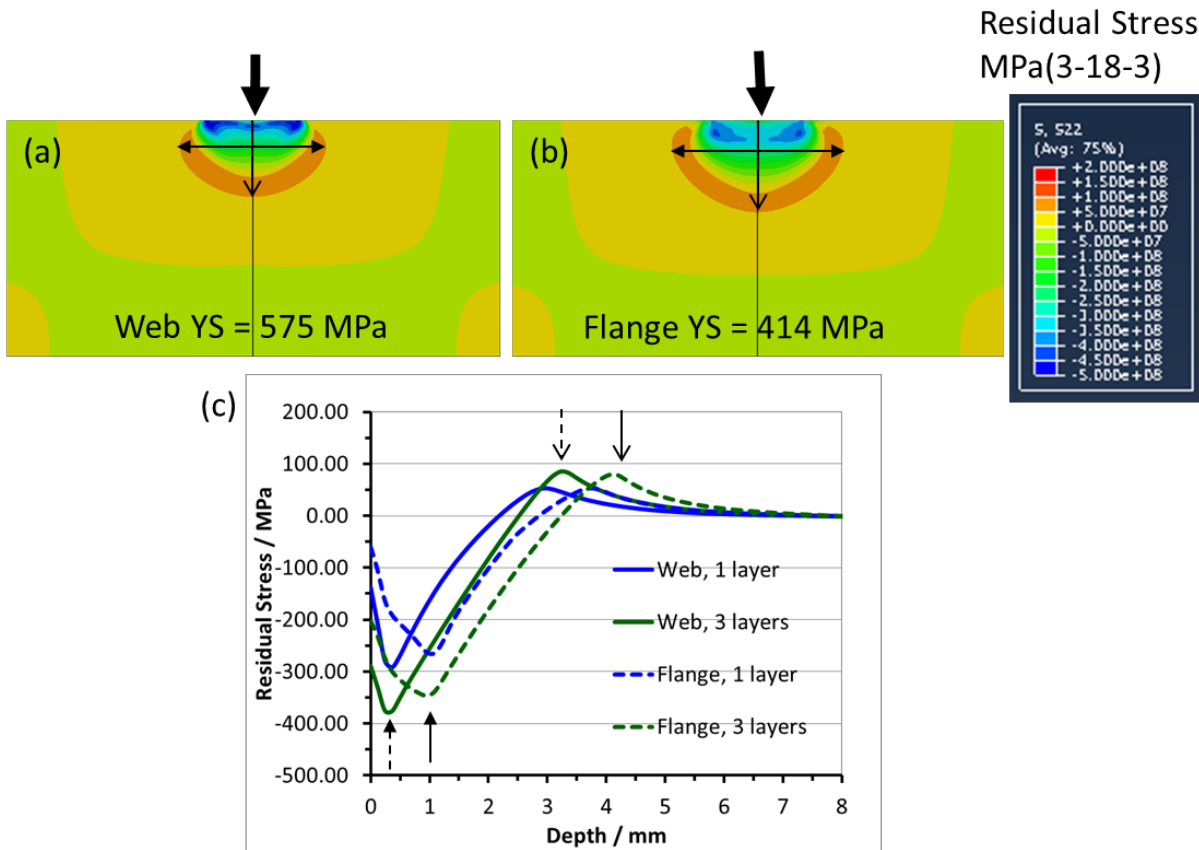 Residual Stress
MPa(3-18-3)
(a)
Web YS = 575 MPa
(b)
Flange YS = 414 MPa
S, S22
(Avg: 75%)
+2.000e+08
+1.500e+08
+1.000e+08
+5.000e+07
+0.000e+00
-5.000e+07
-1.000e+08
-1.500e+08
-2.000e+08
-2.500e+08
-3.000e+08
-3.500e+08
-4.000e+08
-4.500e+08
-5.000e+08
(c)
Residual Stress / MPa
200.00
100.00
0.00
-100.00
-200.00
-300.00
-400.00
-500.00
Web, 1 layer
Web, 3 layers
Flange, 1 layer
Flange, 3 layers
0 1 2 3 4 5 6 7 8
Depth / mm